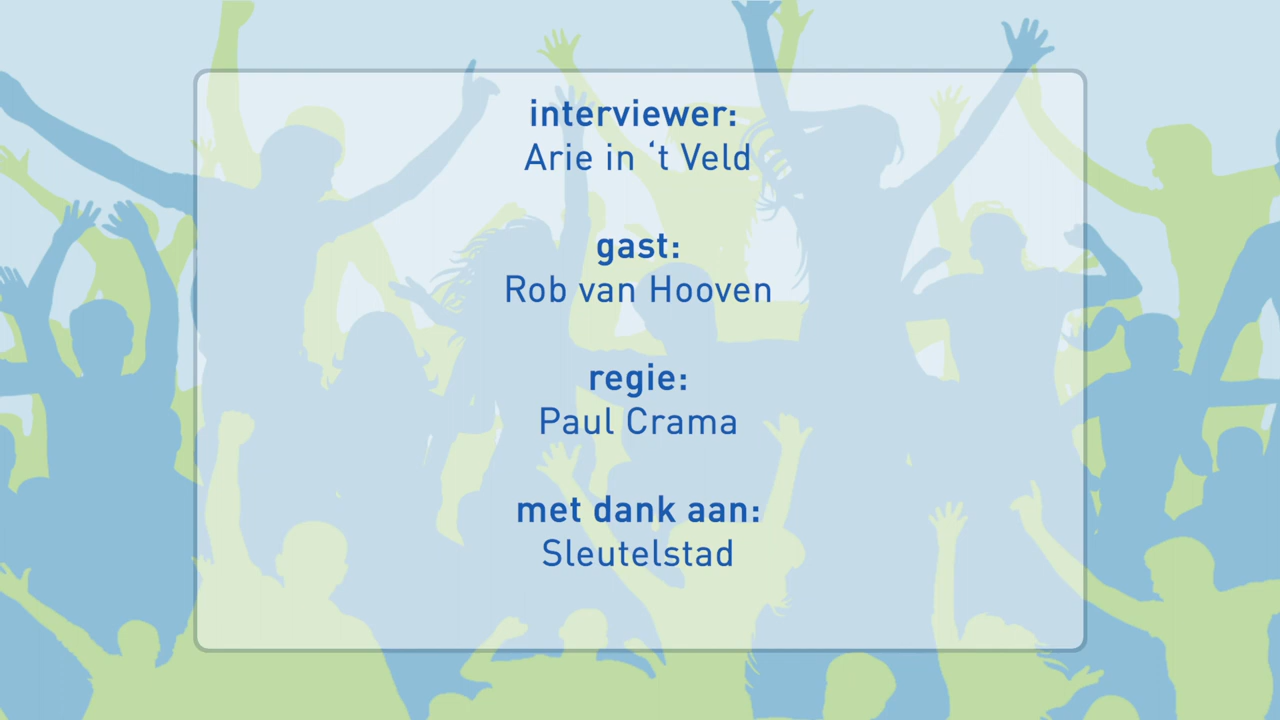 interviewer:
Arie in ‘t Veld
gast:
Rob van Hooven
regie:
Paul Crama
met dank aan:
Sleutelstad